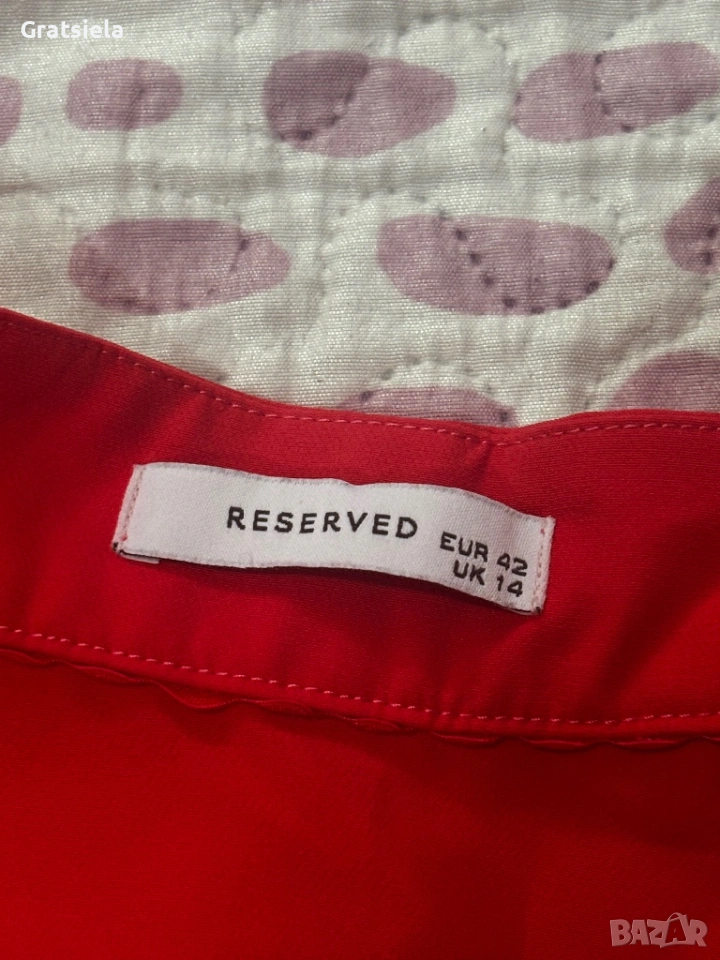 Gratsiela
RESERVED
EUR 42
UK 14
BAZAR